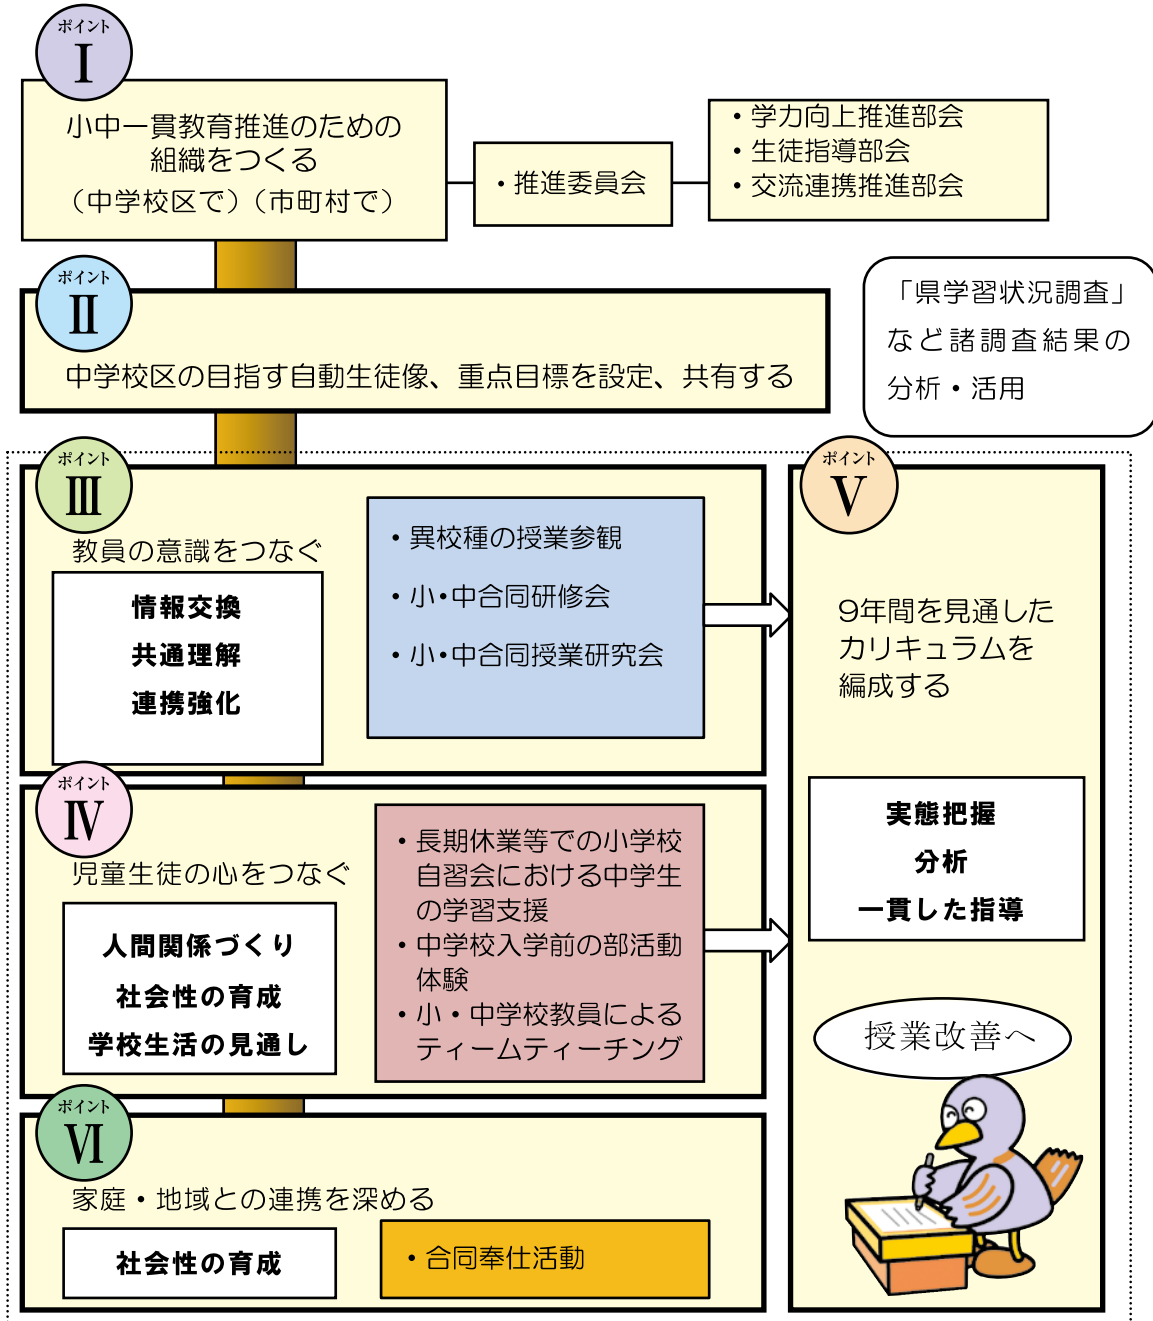 ポイント
I
小中一貫教育推進のための
組織をつくる
（中学校区で）（市町村で）
・推進委員会
・学力向上推進部会
・生徒指導部会
・交流連携推進部会
ポイント
II
中学校区の目指す自動生徒像、重点目標を設定、共有する
「県学習状況調査」
など諸調査結果の
分析・活用
ポイント
III
教員の意識をつなぐ
情報交換
共通理解
連携強化
・異校種の授業参観
・小・中合同研修会
・小・中合同授業研究会
ポイント
IV
児童生徒の心をつなぐ
人間関係づくり
社会性の育成
学校生活の見通し
・長期休業等での小学校
自習会における中学生
の学習支援
・中学校入学前の部活動
体験
・小・中学校教員による
ティームティーチング
ポイント
VI
家庭・地域との連携を深める
社会性の育成
・合同奉仕活動
ポイント
V
9年間を見通した
カリキュラムを
編成する
実態把握
分析
一貫した指導
授業改善へ